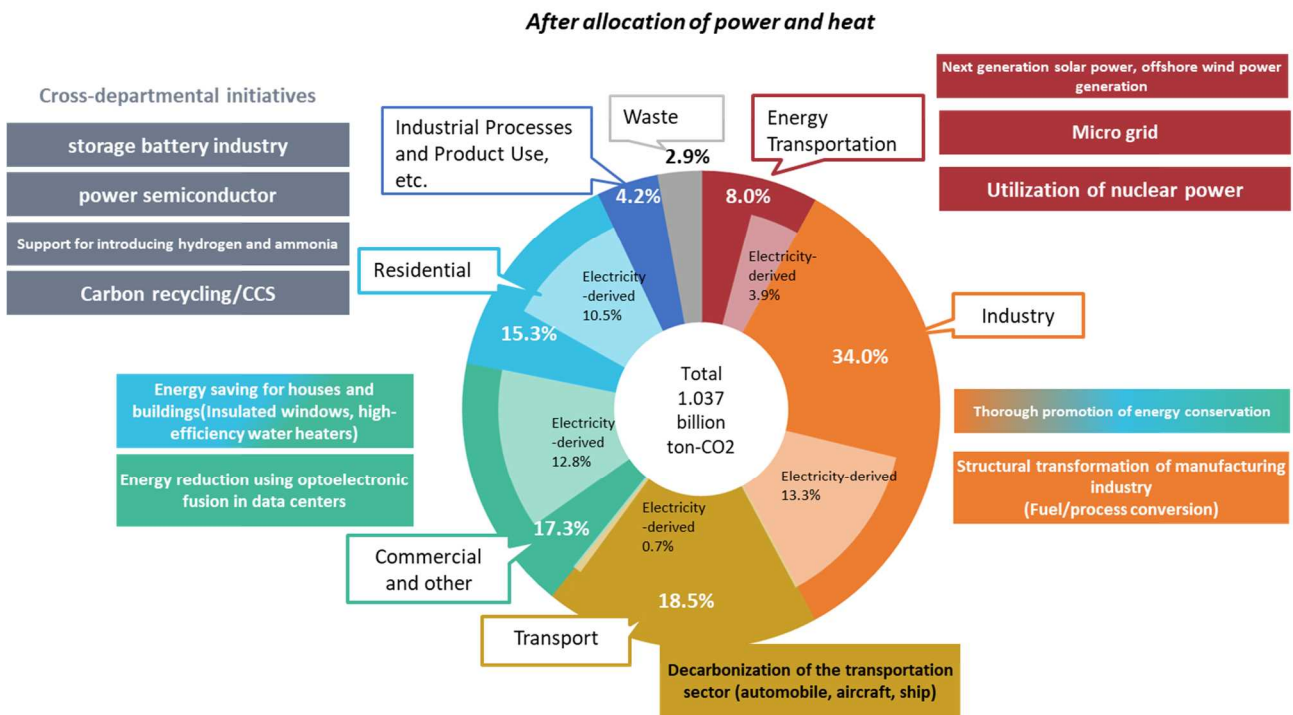 After allocation of power and heat
Cross-departmental initiatives
storage battery industry
power semiconductor
Support for introducing hydrogen and ammonia
Carbon recycling/CCS
Industrial Processes
and Product Use,
etc.
Waste
2.9%
Energy
Transportation
Next generation solar power, offshore wind power
generation
Micro grid
Utilization of nuclear power
4.2%
8.0%
Residential
Electricity
-derived
10.5%
Electricity-
derived
3.9%
Industry
15.3%
34.0%
Total
1.037
billion
ton-CO2
Energy saving for houses and
buildings(Insulated windows, high-
efficiency water heaters)
Energy reduction using optoelectronic
fusion in data centers
Electricity
-derived
12.8%
Thorough promotion of energy conservation
Electricity-derived
13.3%
Structural transformation of manufacturing
industry
(Fuel/process conversion)
Electricity
-derived
0.7%
17.3%
Commercial
and other
18.5%
Transport
Decarbonization of the transportation
sector (automobile, aircraft, ship)